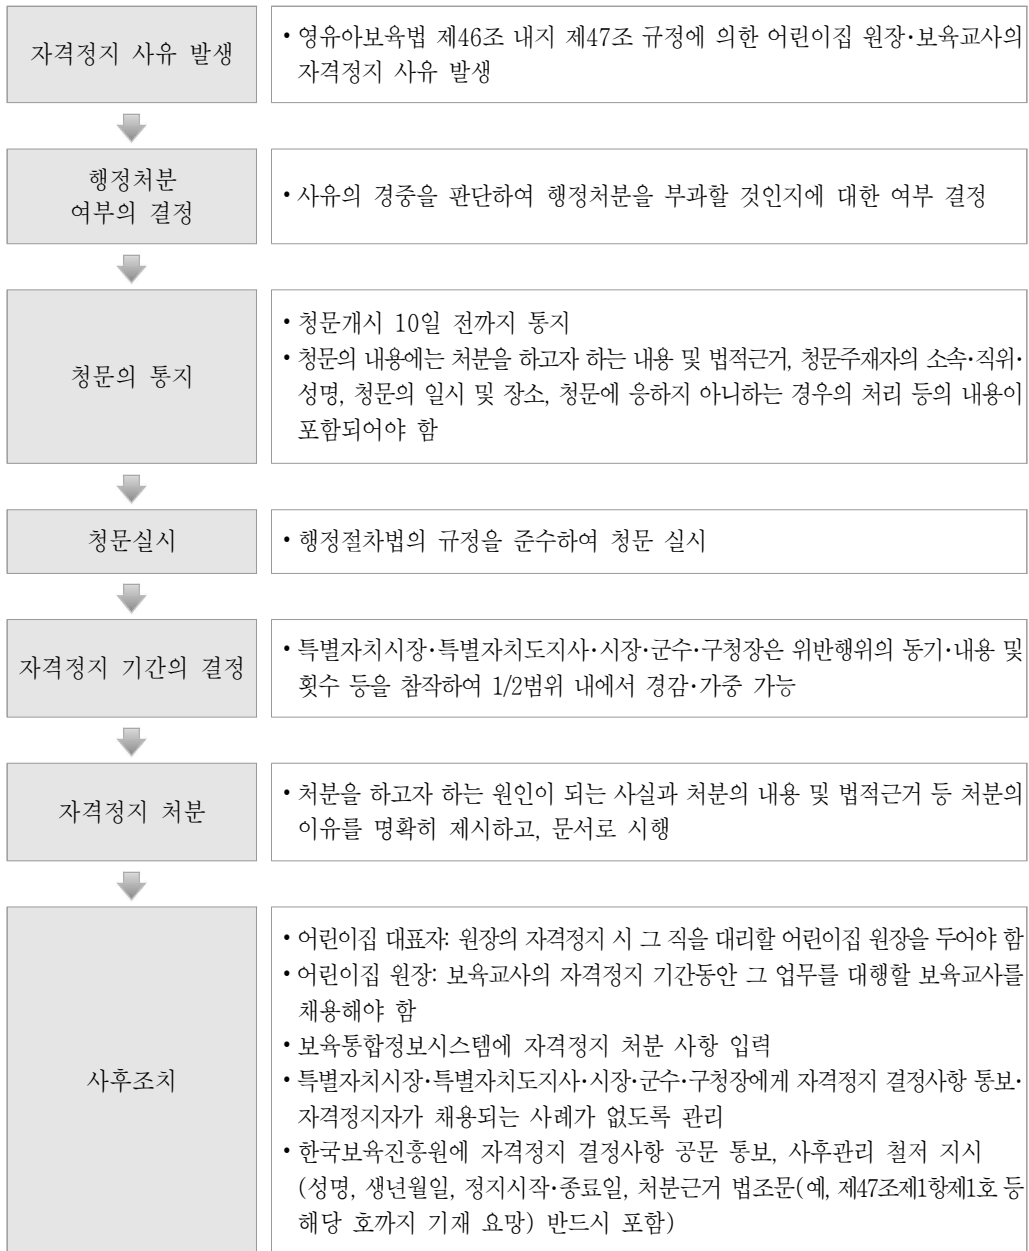 자격정지 사유 발생
•영유아보육법 제46조 내지 제47조 규정에 의한 어린이집 원장･보육교사의
자격정지 사유 발생
행정처분
여부의 결정
•사유의 경중을 판단하여 행정처분을 부과할 것인지에 대한 여부 결정
청문의 통지
•청문개시 10일 전까지 통지
•청문의 내용에는 처분을 하고자 하는 내용 및 법적근거, 청문주재자의 소속･직위･
성명, 청문의 일시 및 장소, 청문에 응하지 아니하는 경우의 처리 등의 내용이
포함되어야 함
청문실시
•행정절차법의 규정을 준수하여 청문 실시
자격정지 기간의 결정
•특별자치시장･특별자치도지사･시장･군수･구청장은 위반행위의 동기･내용 및
횟수 등을 참작하여 1/2범위 내에서 경감･가중 가능
자격정지 처분
•처분을 하고자 하는 원인이 되는 사실과 처분의 내용 및 법적근거 등 처분의
이유를 명확히 제시하고, 문서로 시행
사후조치
•어린이집 대표자: 원장의 자격정지 시 그 직을 대리할 어린이집 원장을 두어야 함
•어린이집 원장: 보육교사의 자격정지 기간동안 그 업무를 대행할 보육교사를
채용해야 함
•보육통합정보시스템에 자격정지 처분 사항 입력
•특별자치시장･특별자치도지사･시장･군수･구청장에게 자격정지 결정사항 통보･
자격정지자가 채용되는 사례가 없도록 관리
•한국보육진흥원에 자격정지 결정사항 공문 통보, 사후관리 철저 지시
(성명, 생년월일, 정지시작･종료일, 처분근거 법조문(예, 제47조제1항제1호 등
해당 호까지 기재 요망) 반드시 포함)